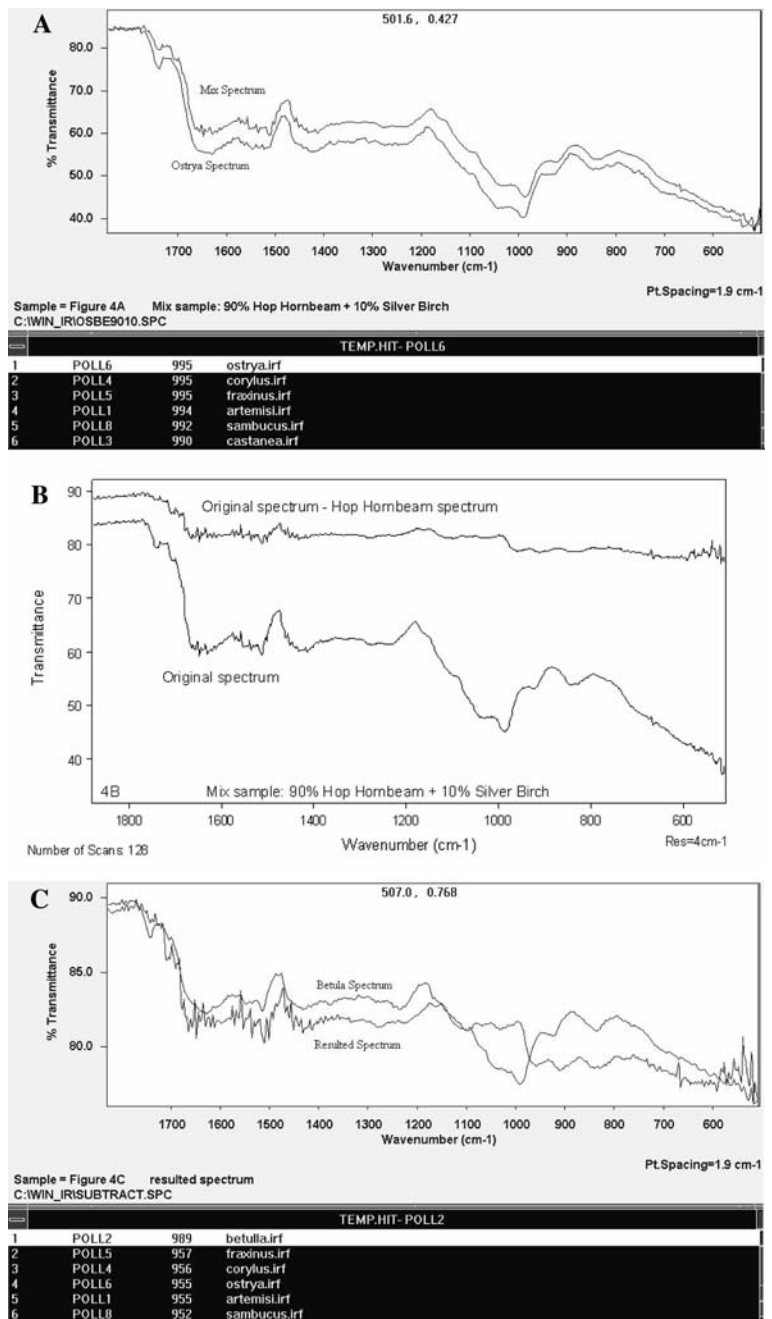 A
501.6 , 0.427
80.0
70.0
60.0
50.0
40.0
% Transmittance
Mix Spectrum
Ostrya Spectrum
1700 1600 1500 1400 1300 1200 1100 1000 900 800 700 600
Wavenumber (cm-1)
Pt.Spacing=1.9 cm-1
Sample = Figure 4A Mix sample: 90% Hop Hornbeam + 10% Silver Birch
C:\WIN_IR\OSBE9010.SPC
TEMP.HIT- POLL6
1 POLL6 995 ostrya.irf
2 POLL4 995 corylus.irf
3 POLL5 995 fraxinus.irf
4 POLL1 994 artemisi.irf
5 POLL8 992 sambucus.irf
6 POLL3 990 castanea.irf
B
90
80
70
60
50
40
Transmittance
Original spectrum - Hop Hornbeam spectrum
Original spectrum
4B Mix sample: 90% Hop Hornbeam + 10% Silver Birch
1800 1600 1400 1200 1000 800 600
Number of Scans: 128 Wavenumber (cm-1) Res=4cm-1
C
507.0 , 0.768
90.0
85.0
80.0
% Transmittance
Betula Spectrum
Resulted Spectrum
1700 1600 1500 1400 1300 1200 1100 1000 900 800 700 600
Wavenumber (cm-1)
Pt.Spacing=1.9 cm-1
Sample = Figure 4C resulted spectrum
C:\WIN_IR\SUBTRACT.SPC
TEMP.HIT- POLL2
1 POLL2 989 betulla.irf
2 POLL5 957 fraxinus.irf
3 POLL4 956 corylus.irf
4 POLL6 955 ostrya.irf
5 POLL1 955 artemisi.irf
6 POLL8 952 sambucus.irf